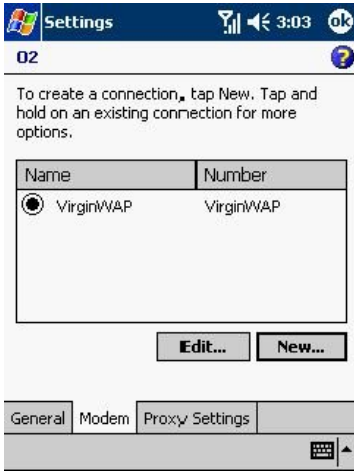 Settings 3:03 ok
O2
To create a connection, tap New. Tap and
hold on an existing connection for more
options.
Name Number
VirginWAP VirginWAP
Edit... New...
General Modem Proxy Settings